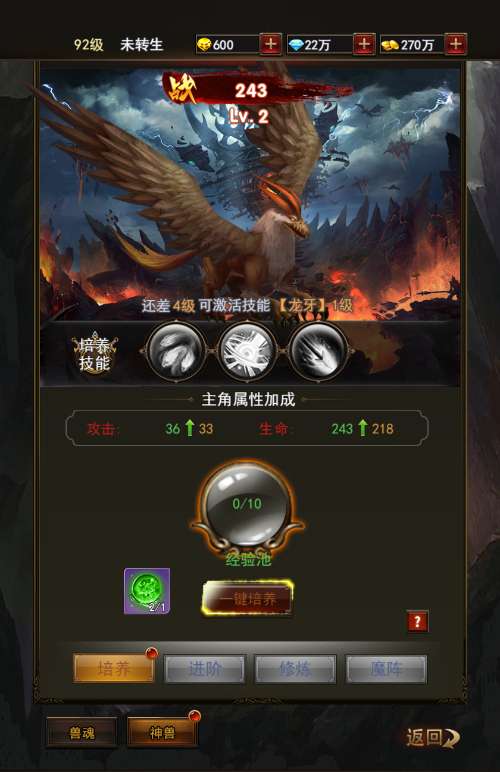 92级 未转生 600 + 22万 + 270万 +
战 243
Lv. 2
还差4级 可激活技能【龙牙】1级
培养
技能
主角属性加成
攻击: 36 33 生命: 243 218
0/10
经验池
2/1
一键培养
?
培养 进阶 修炼 魔阵
兽魂 神兽 返回